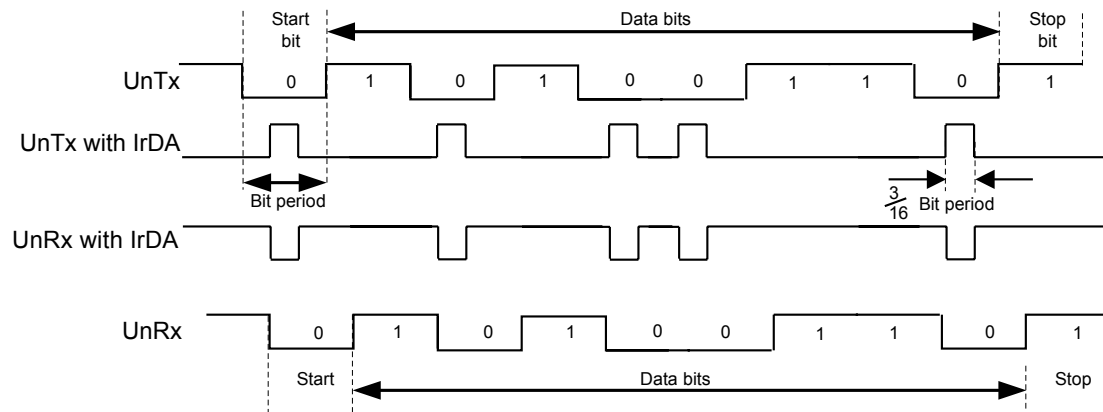 Start
bit
Data bits
Stop
bit
UnTx
0 1 0 1 0 0 1 1 0 1
UnTx with IrDA
Bit period
3/16 Bit period
UnRx with IrDA
UnRx
0 1 0 1 0 0 1 1 0 1
Start
Data bits
Stop